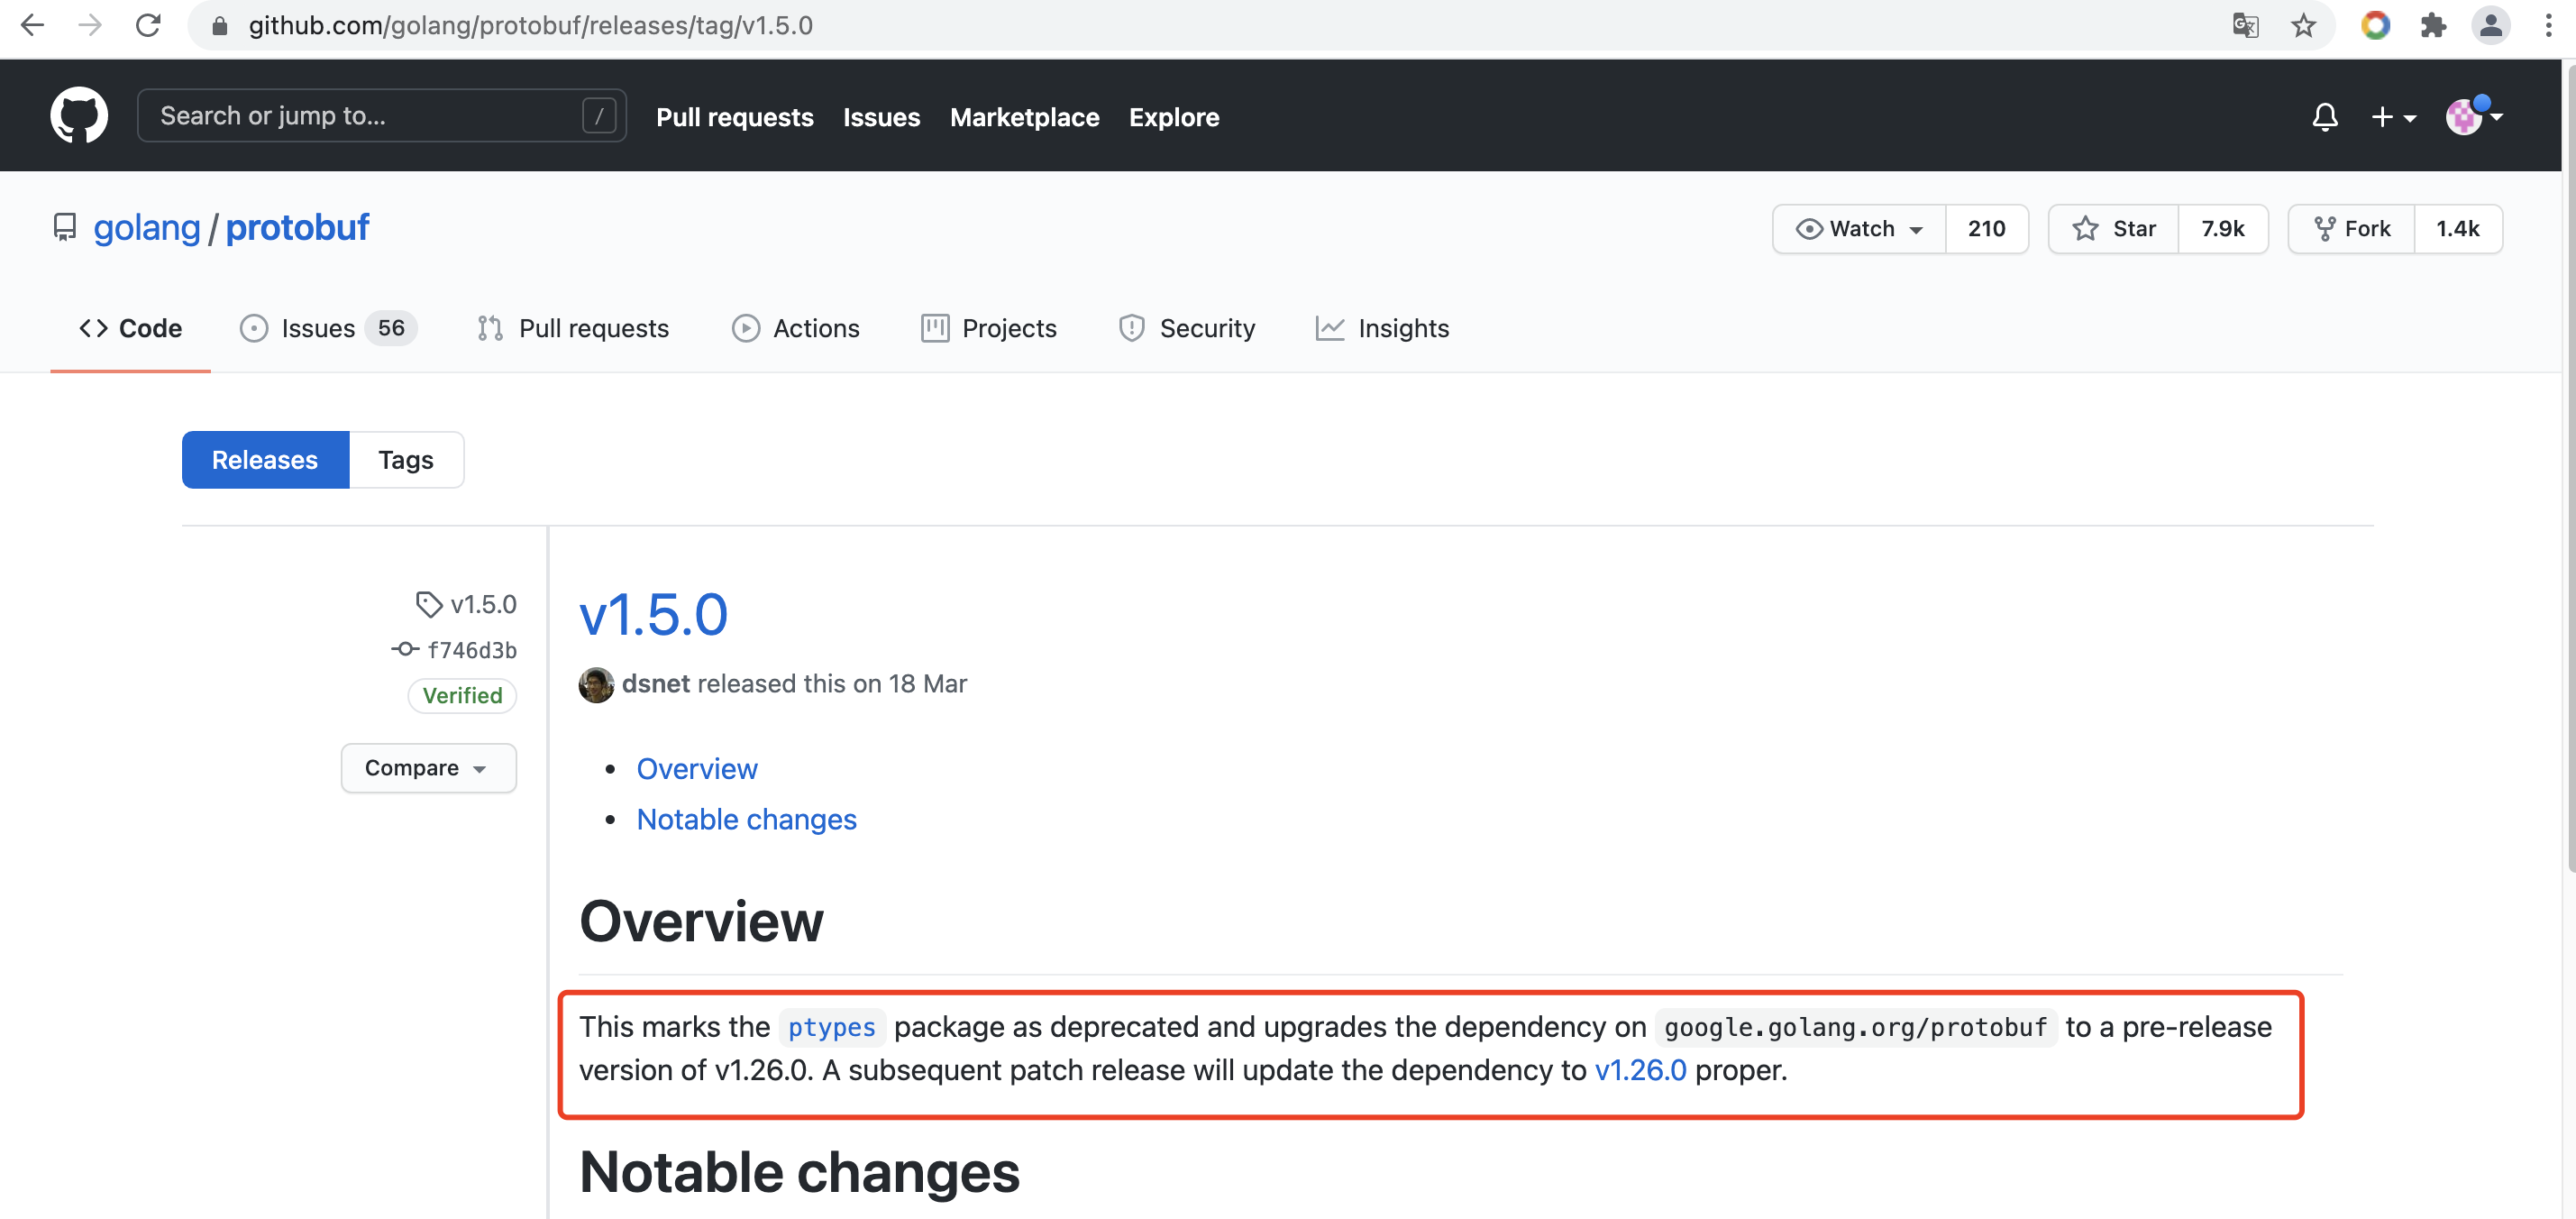 github.com/golang/protobuf/releases/tag/v1.5.0
Search or jump to... /
Pull requests Issues Marketplace Explore
golang / protobuf
Watch 210 Star 7.9k Fork 1.4k
Code Issues 56 Pull requests Actions Projects Security Insights
Releases Tags
v1.5.0
f746d3b
Verified
Compare
v1.5.0
dsnet released this on 18 Mar
Overview
Notable changes
Overview
This marks the ptypes package as deprecated and upgrades the dependency on google.golang.org/protobuf to a pre-release
version of v1.26.0. A subsequent patch release will update the dependency to v1.26.0 proper.
Notable changes